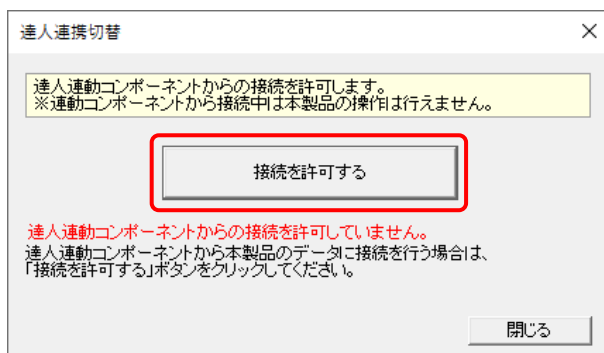 達人連携切替
達人連動コンポーネントからの接続を許可します。
※連動コンポーネントから接続中は本製品の操作は行えません。
接続を許可する
達人連動コンポーネントからの接続を許可していません。
達人連動コンポーネントから本製品のデータに接続を行う場合は、
「接続を許可する」ボタンをクリックしてください。
閉じる